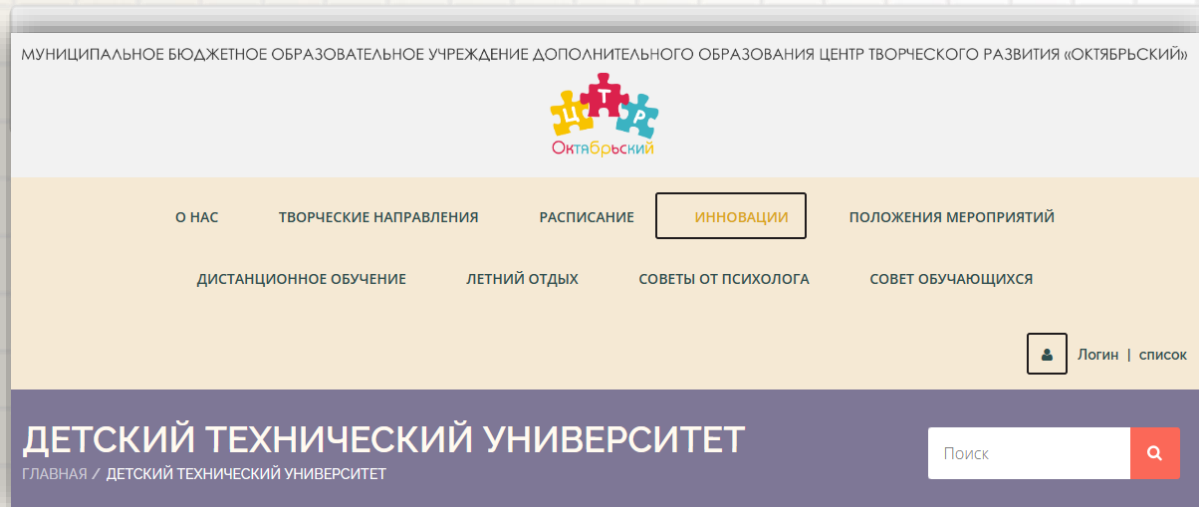 МУНИЦИПАЛЬНОЕ БЮДЖЕТНОЕ ОБРАЗОВАТЕЛЬНОЕ УЧРЕЖДЕНИЕ ДОПОЛНИТЕЛЬНОГО ОБРАЗОВАНИЯ ЦЕНТР ТВОРЧЕСКОГО РАЗВИТИЯ «ОКТЯБРЬСКИЙ»
Ц Т Р
Октябрьский
О НАС ТВОРЧЕСКИЕ НАПРАВЛЕНИЯ РАСПИСАНИЕ ИННОВАЦИИ ПОЛОЖЕНИЯ МЕРОПРИЯТИЙ
ДИСТАНЦИОННОЕ ОБУЧЕНИЕ ЛЕТНИЙ ОТДЫХ СОВЕТЫ ОТ ПСИХОЛОГА СОВЕТ ОБУЧАЮЩИХСЯ
Логин | список
ДЕТСКИЙ ТЕХНИЧЕСКИЙ УНИВЕРСИТЕТ
Поиск
ГЛАВНАЯ / ДЕТСКИЙ ТЕХНИЧЕСКИЙ УНИВЕРСИТЕТ